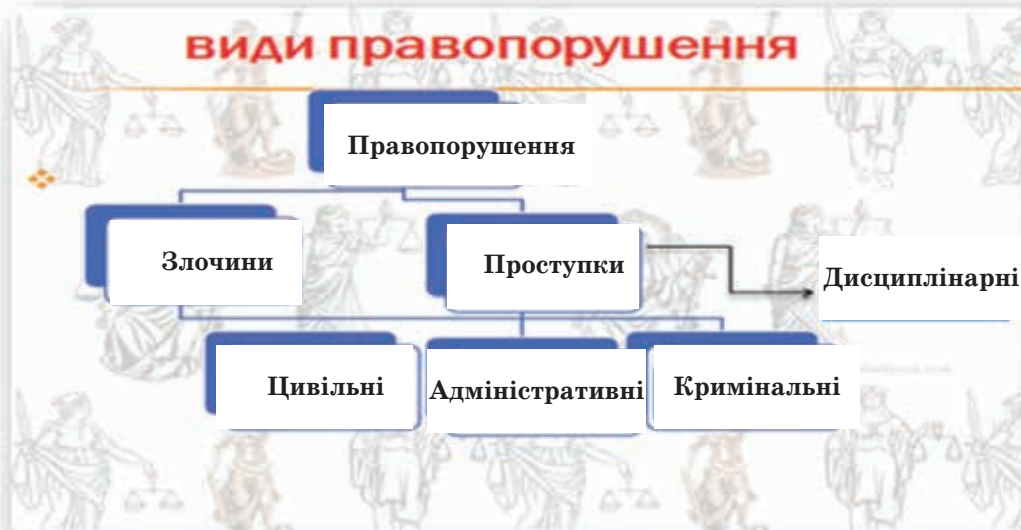 види правопорушення
Правопорушення
Злочини
Проступки
Дисциплінарні
Цивільні
Адміністративні
Кримінальні